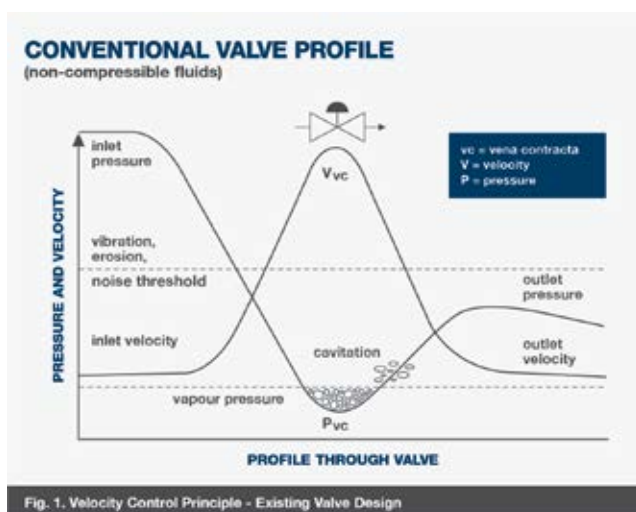 CONVENTIONAL VALVE PROFILE
(non-compressible fluids)
inlet
pressure
Vvc
vc = vena contracta
V = velocity
P = pressure
PRESSURE AND VELOCITY
vibration,
erosion,
noise threshold
outlet
pressure
inlet velocity
cavitation
outlet
velocity
vapour pressure
Pvc
PROFILE THROUGH VALVE
Fig. 1. Velocity Control Principle - Existing Valve Design